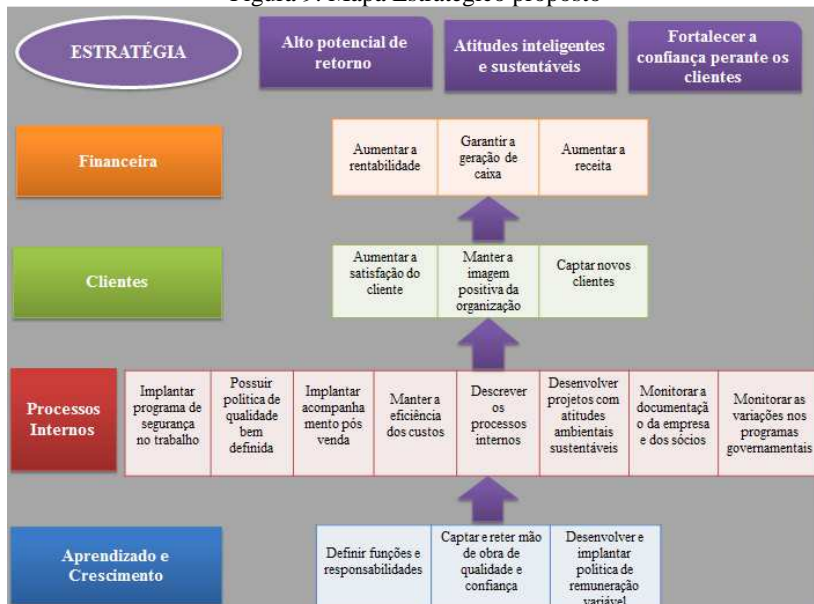 Figura 9: Mapa Estratégico proposto
ESTRATÉGIA
Alto potencial de
retorno
Atitudes inteligentes
e sustentáveis
Fortalecer a
confiança perante os
clientes
Financeira
Aumentar a
rentabilidade
Garantir a
geração de
caixa
Aumentar a
receita
Clientes
Aumentar a
satisfação do
cliente
Manter a
imagem
positiva da
organização
Captar novos
clientes
Processos
Internos
Implantar
programa de
segurança
no trabalho
Possuir
política de
qualidade
bem
definida
Implantar
acompanha
mento pós
venda
Manter a
eficiência
dos custos
Descrever
os
processos
internos
Desenvolver
projetos com
atitudes
ambientais
sustentáveis
Monitorar a
documentaçã
o da empresa
e dos sócios
Monitorar as
variações nos
programas
governamentais
Aprendizado e
Crescimento
Definir funções e
responsabilidades
Captar e reter mão
de obra de
qualidade e
confiança
Desenvolver e
implantar
política de
remuneração
variável